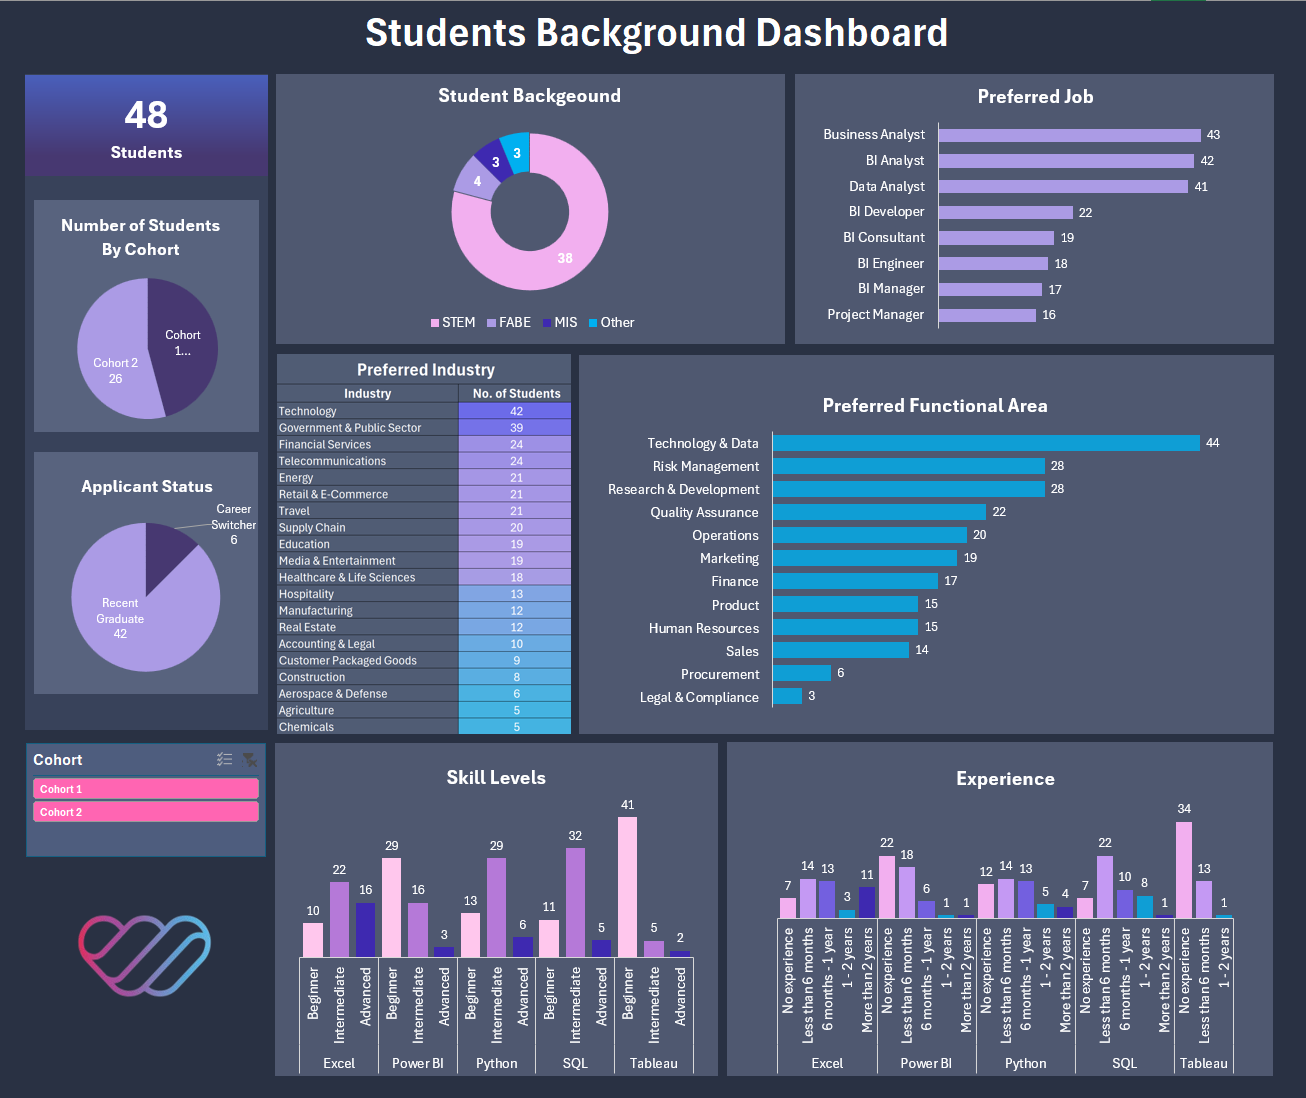 Students Background Dashboard
48
Students
Number of Students
By Cohort
Cohort
1...
Cohort 2
26
Applicant Status
Career
Switcher
6
Recent
Graduate
42
Student Backgeound
3
3
4
38
STEM FABE MIS Other
Preferred Job
Business Analyst 43
BI Analyst 42
Data Analyst 41
BI Developer 22
BI Consultant 19
BI Engineer 18
BI Manager 17
Project Manager 16
Preferred Industry
Industry No. of Students
Technology 42
Government & Public Sector 39
Financial Services 24
Telecommunications 24
Energy 21
Retail & E-Commerce 21
Travel 21
Supply Chain 20
Education 19
Media & Entertainment 19
Healthcare & Life Sciences 18
Hospitality 13
Manufacturing 12
Real Estate 12
Accounting & Legal 10
Customer Packaged Goods 9
Construction 8
Aerospace & Defense 6
Agriculture 5
Chemicals 5
Preferred Functional Area
Technology & Data 44
Risk Management 28
Research & Development 28
Quality Assurance 22
Operations 20
Marketing 19
Finance 17
Product 15
Human Resources 15
Sales 14
Procurement 6
Legal & Compliance 3
Cohort
Cohort 1
Cohort 2
Skill Levels
10 22 16 29 16 3 13 29 6 11 32 5 41 5 2
Beginner Intermediate Advanced Beginner Intermediate Advanced Beginner Intermediate Advanced Beginner Intermediate Advanced Beginner Intermediate Advanced
Excel Power BI Python SQL Tableau
Experience
7 14 13 3 11 22 18 6 1 1 12 14 13 5 4 7 22 10 8 1 34 13 1
No experience Less than 6 months 6 months - 1 year 1 - 2 years More than 2 years No experience Less than 6 months 6 months - 1 year 1 - 2 years More than 2 years No experience Less than 6 months 6 months - 1 year 1 - 2 years More than 2 years No experience Less than 6 months 6 months - 1 year 1 - 2 years More than 2 years No experience Less than 6 months 1 - 2 years
Excel Power BI Python SQL Tableau